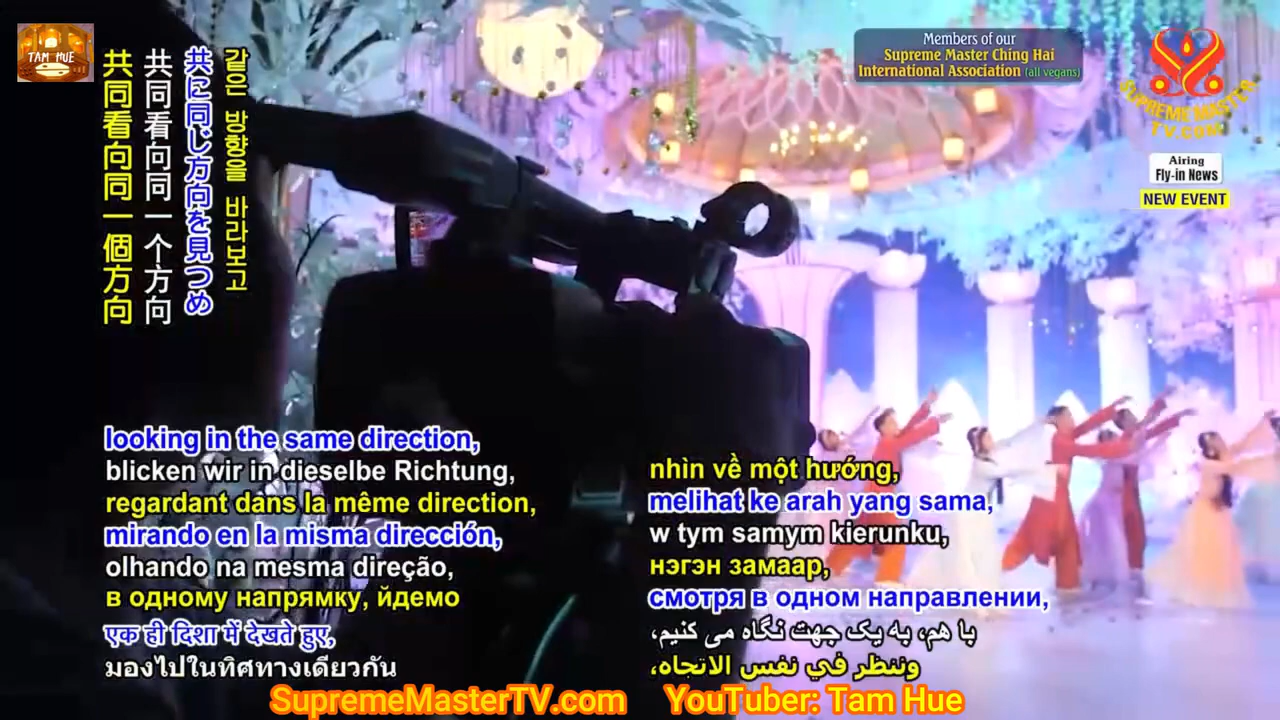 TAM HUE
共同看向同一個方向
共同看向同一个方向
共に同じ方向を見つめ
같은 방향을 바라보고
Members of our
Supreme Master Ching Hai
International Association (all vegans)
SUPREME MASTER
TV.COM
Airing
Fly-in News
NEW EVENT
looking in the same direction,
blicken wir in dieselbe Richtung,
regardant dans la même direction,
mirando en la misma dirección,
olhando na mesma direção,
в одному напрямку, йдемо
एक ही दिशा में देखते हुए,
มองไปในทิศทางเดียวกัน
nhìn về một hướng,
melihat ke arah yang sama,
w tym samym kierunku,
нэгэн замаар,
смотря в одном направлении,
با هم، به یک جهت نگاه می کنیم،
وننظر في نفس الاتجاه،
SupremeMasterTV.com YouTuber: Tam Hue